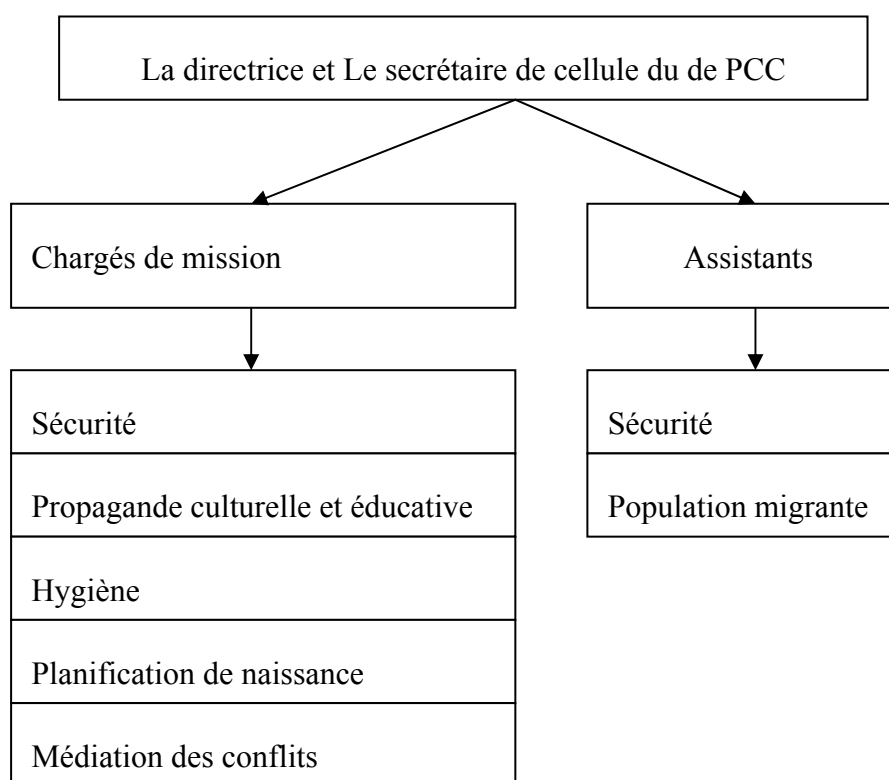 La directrice et Le secrétaire de cellule du de PCC
Chargés de mission
Assistants
Sécurité
Propagande culturelle et éducative
Hygiène
Planification de naissance
Médiation des conflits
Sécurité
Population migrante